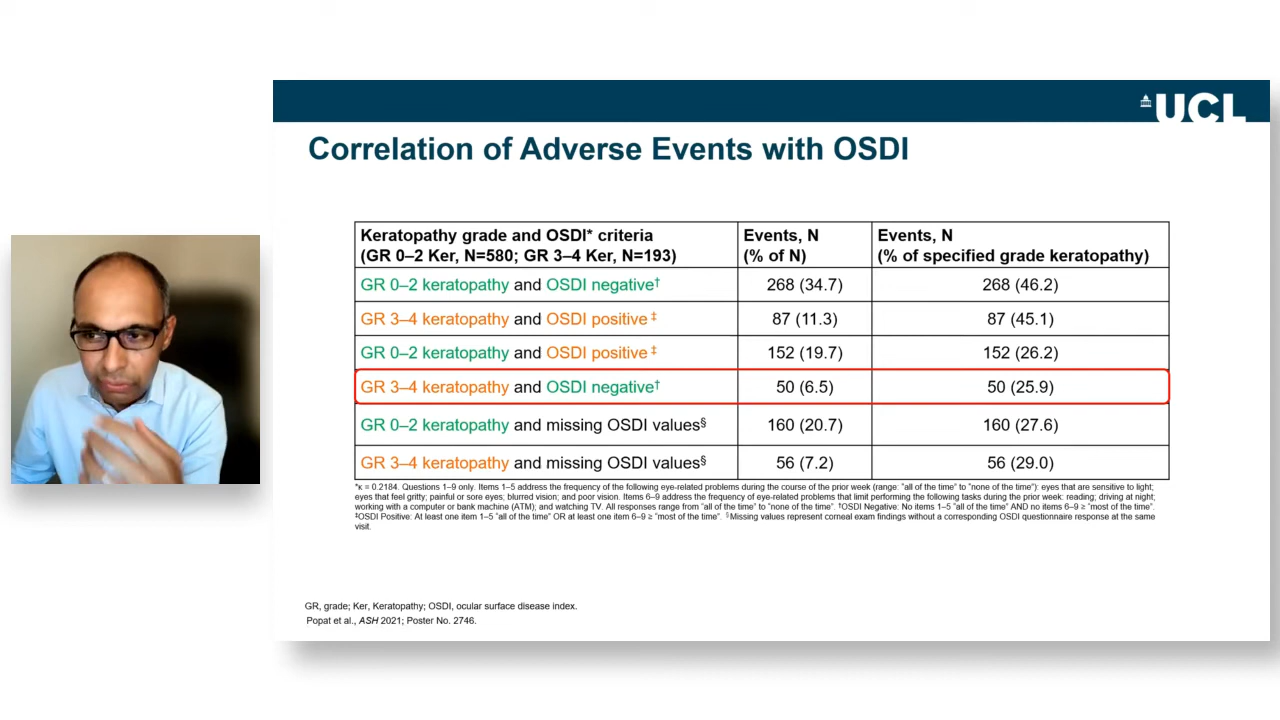 UCL
Correlation of Adverse Events with OSDI
Keratopathy grade and OSDI* criteria
(GR 0–2 Ker, N=580; GR 3–4 Ker, N=193)
Events, N
(% of N)
Events, N
(% of specified grade keratopathy)
GR 0–2 keratopathy and OSDI negative† 268 (34.7) 268 (46.2)
GR 3–4 keratopathy and OSDI positive ‡ 87 (11.3) 87 (45.1)
GR 0–2 keratopathy and OSDI positive ‡ 152 (19.7) 152 (26.2)
GR 3–4 keratopathy and OSDI negative† 50 (6.5) 50 (25.9)
GR 0–2 keratopathy and missing OSDI values§ 160 (20.7) 160 (27.6)
GR 3–4 keratopathy and missing OSDI values§ 56 (7.2) 56 (29.0)
*κ = 0.2184. Questions 1–9 only. Items 1–5 address the frequency of the following eye-related problems during the course of the prior week (range: "all of the time" to "none of the time"): eyes that are sensitive to light;
eyes that feel gritty; painful or sore eyes; blurred vision; and poor vision. Items 6–9 address the frequency of eye-related problems that limit performing the following tasks during the prior week: reading; driving at night;
working with a computer or bank machine (ATM); and watching TV. All responses range from "all of the time" to "none of the time". †OSDI Negative: No items 1–5 "all of the time" AND no items 6–9 ≥ "most of the time".
‡OSDI Positive: At least one item 1–5 "all of the time" OR at least one item 6–9 ≥ "most of the time". §Missing values represent corneal exam findings without a corresponding OSDI questionnaire response at the same
visit.
GR, grade; Ker, Keratopathy; OSDI, ocular surface disease index.
Popat et al., ASH 2021; Poster No. 2746.